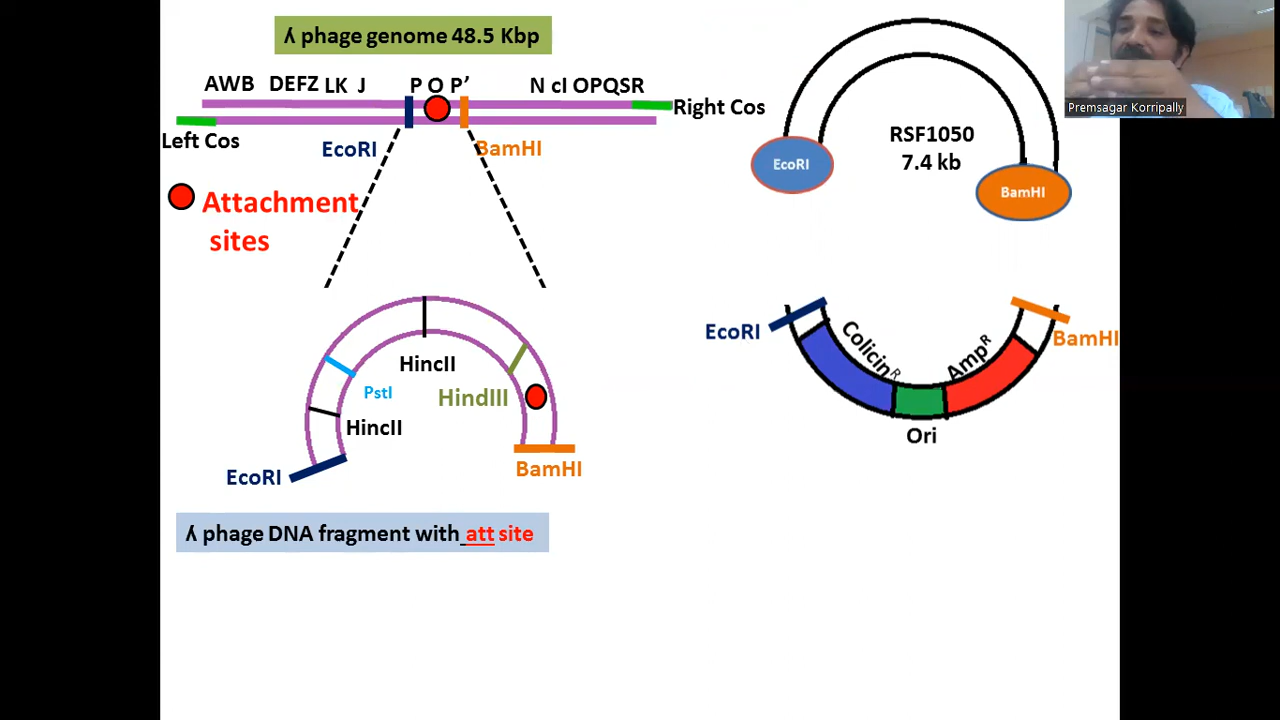 ʎ phage genome 48.5 Kbp
AWB DEFZ LK J P O P’ N cI OPQSR
Right Cos
Left Cos
EcoRI
BamHI
Attachment
sites
HincII
PstI
HindIII
HincII
EcoRI
BamHI
ʎ phage DNA fragment with att site
RSF1050
7.4 kb
EcoRI
BamHI
EcoRI
BamHI
Colicinᴿ
Ampᴿ
Ori
Premsagar Korripally